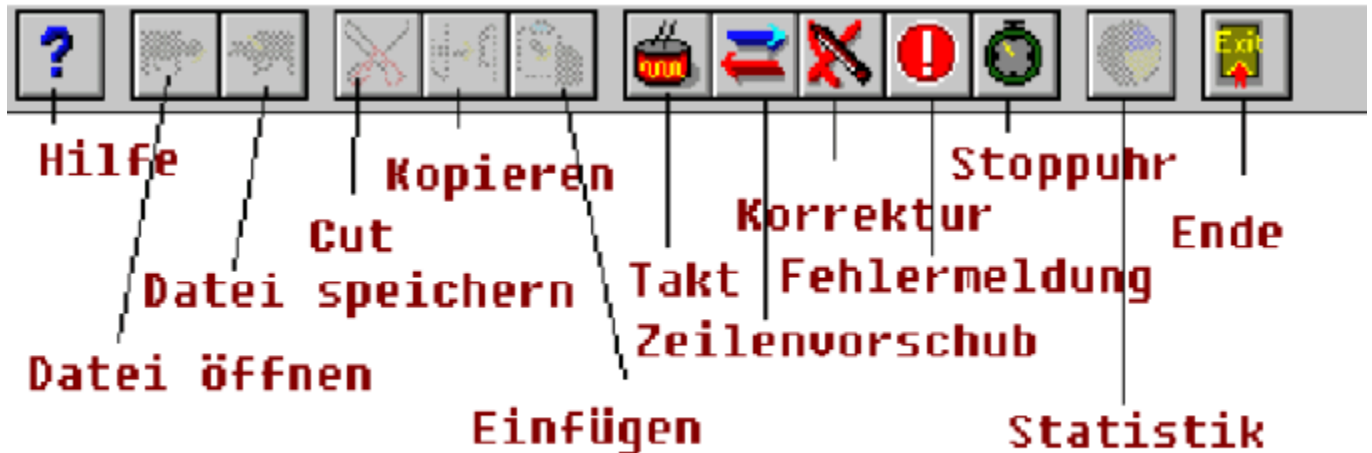 ?
Exit
Hilfe
Kopieren
Stoppuhr
Cut
Korrektur
Ende
Datei speichern
Takt
Fehlermeldung
Zeilenvorschub
Datei öffnen
Einfügen
Statistik